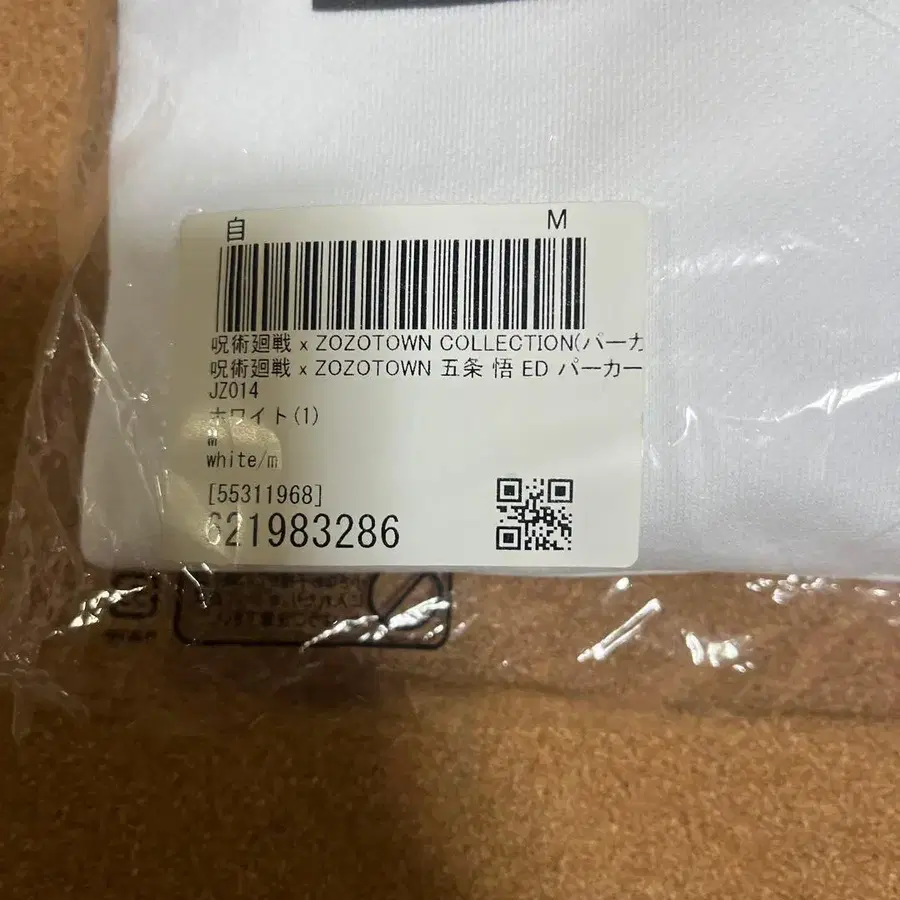 自 M
呪術廻戦 x ZOZOTOWN COLLECTION(パーカ
呪術廻戦 x ZOZOTOWN 五条 悟 ED パーカー
JZ014
ホワイト(1)
M
white/m
[55311968]
621983286